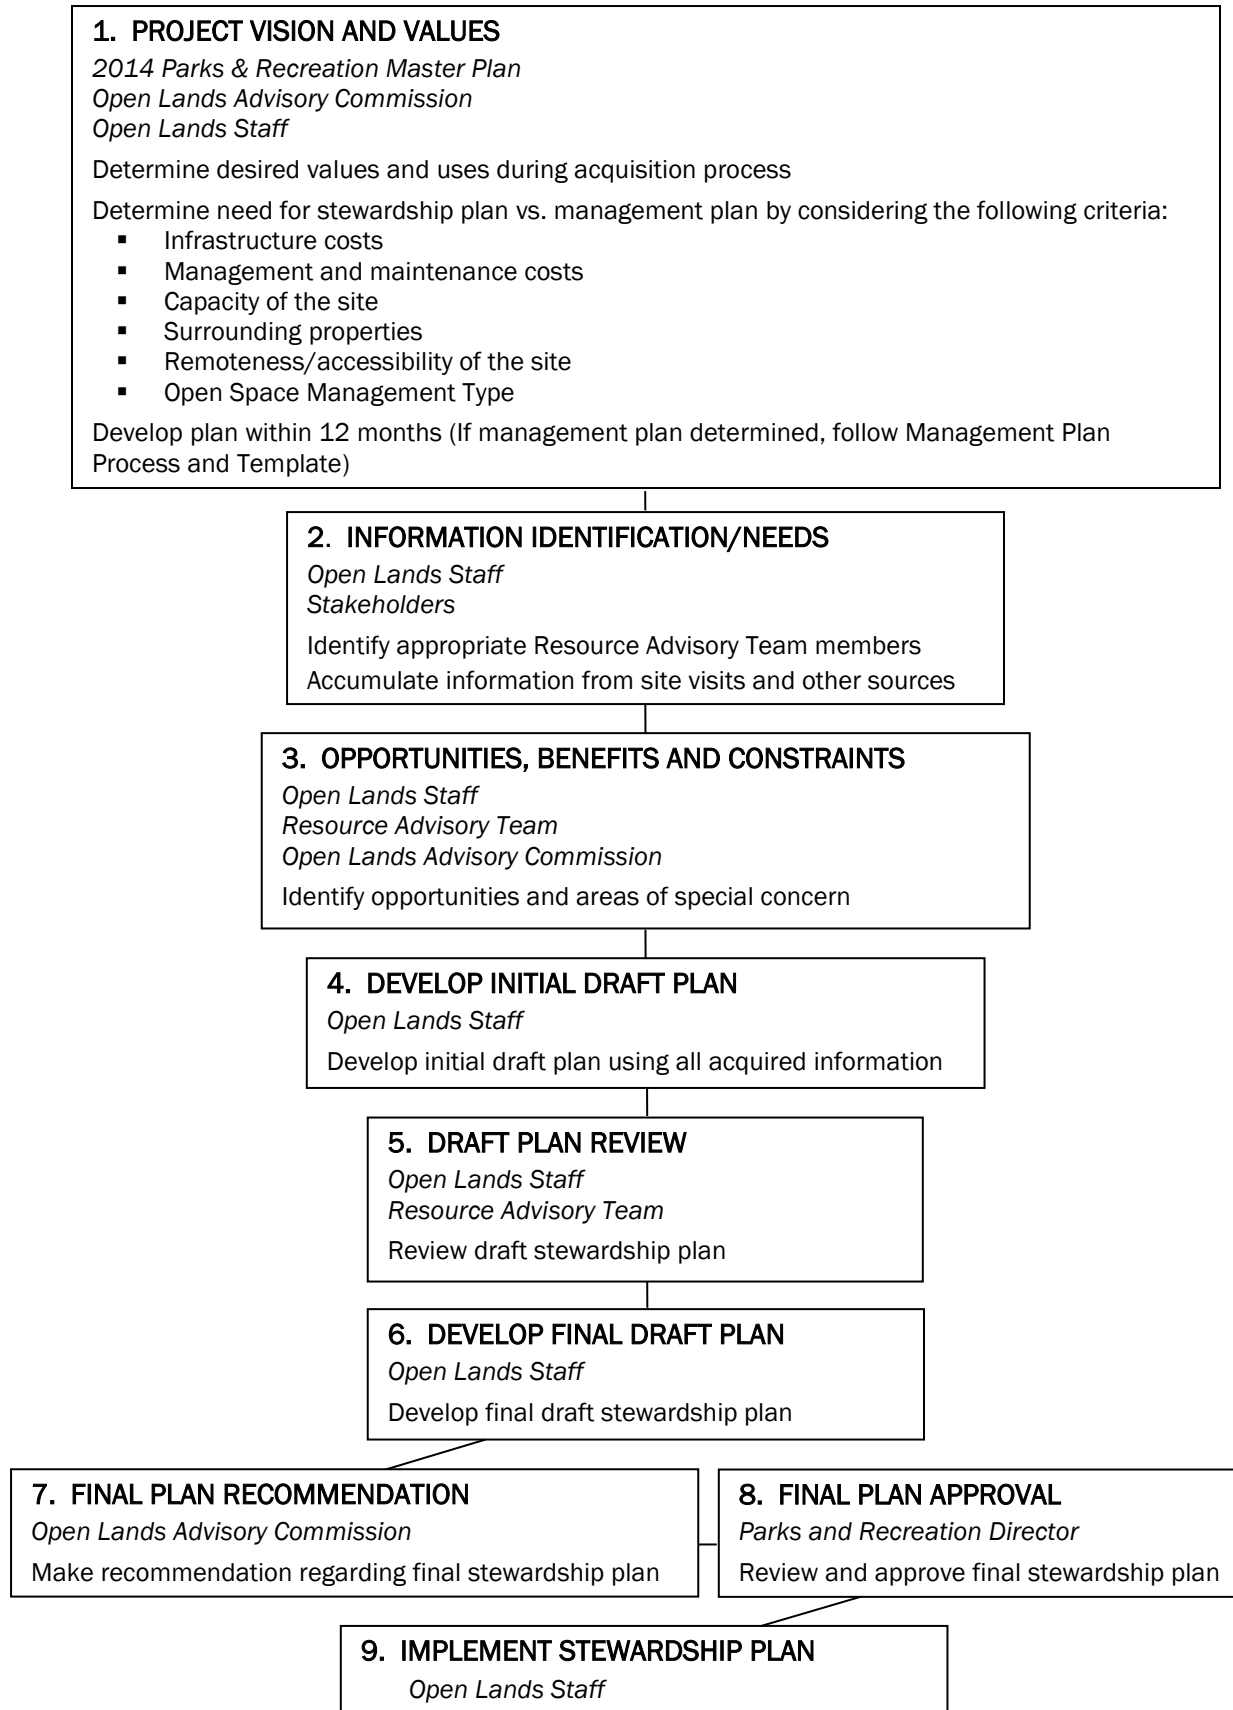 1. PROJECT VISION AND VALUES
2014 Parks & Recreation Master Plan
Open Lands Advisory Commission
Open Lands Staff
Determine desired values and uses during acquisition process
Determine need for stewardship plan vs. management plan by considering the following criteria:
▪ Infrastructure costs
▪ Management and maintenance costs
▪ Capacity of the site
▪ Surrounding properties
▪ Remoteness/accessibility of the site
▪ Open Space Management Type
Develop plan within 12 months (If management plan determined, follow Management Plan
Process and Template)
2. INFORMATION IDENTIFICATION/NEEDS
Open Lands Staff
Stakeholders
Identify appropriate Resource Advisory Team members
Accumulate information from site visits and other sources
3. OPPORTUNITIES, BENEFITS AND CONSTRAINTS
Open Lands Staff
Resource Advisory Team
Open Lands Advisory Commission
Identify opportunities and areas of special concern
4. DEVELOP INITIAL DRAFT PLAN
Open Lands Staff
Develop initial draft plan using all acquired information
5. DRAFT PLAN REVIEW
Open Lands Staff
Resource Advisory Team
Review draft stewardship plan
6. DEVELOP FINAL DRAFT PLAN
Open Lands Staff
Develop final draft stewardship plan
7. FINAL PLAN RECOMMENDATION
Open Lands Advisory Commission
Make recommendation regarding final stewardship plan
8. FINAL PLAN APPROVAL
Parks and Recreation Director
Review and approve final stewardship plan
9. IMPLEMENT STEWARDSHIP PLAN
Open Lands Staff